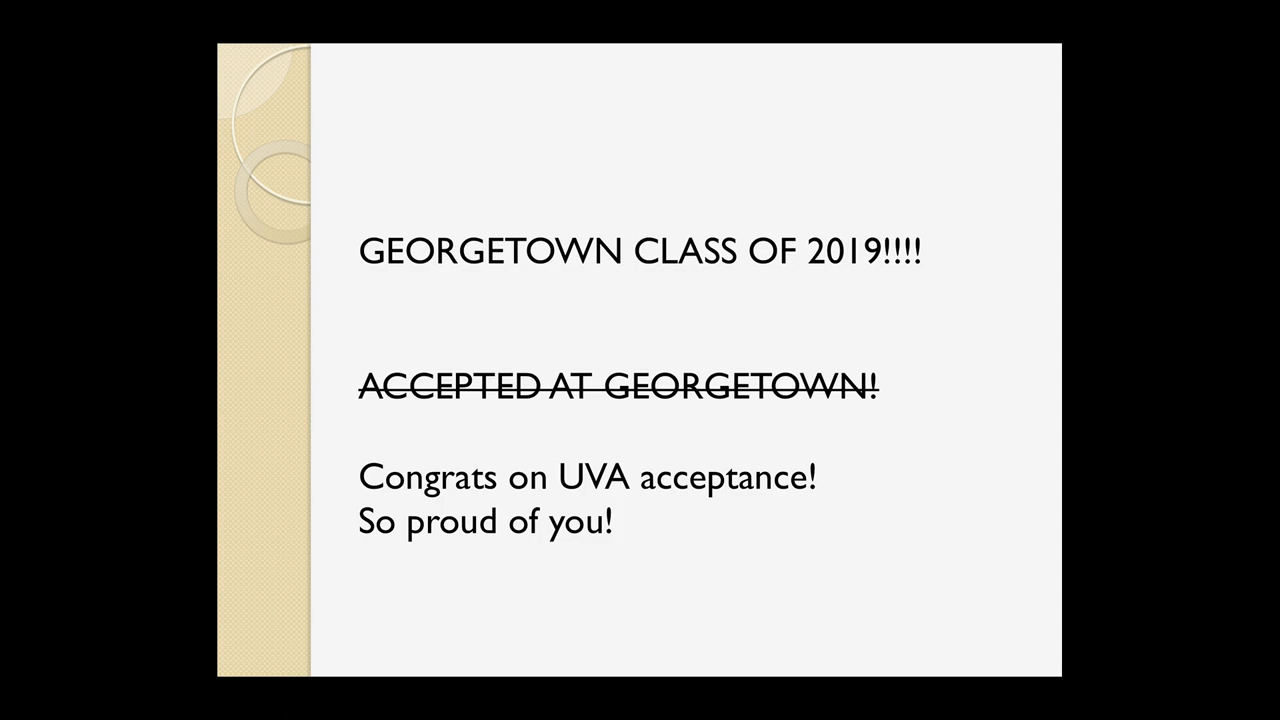 GEORGETOWN CLASS OF 2019!!!!
ACCEPTED AT GEORGETOWN!
Congrats on UVA acceptance!
So proud of you!